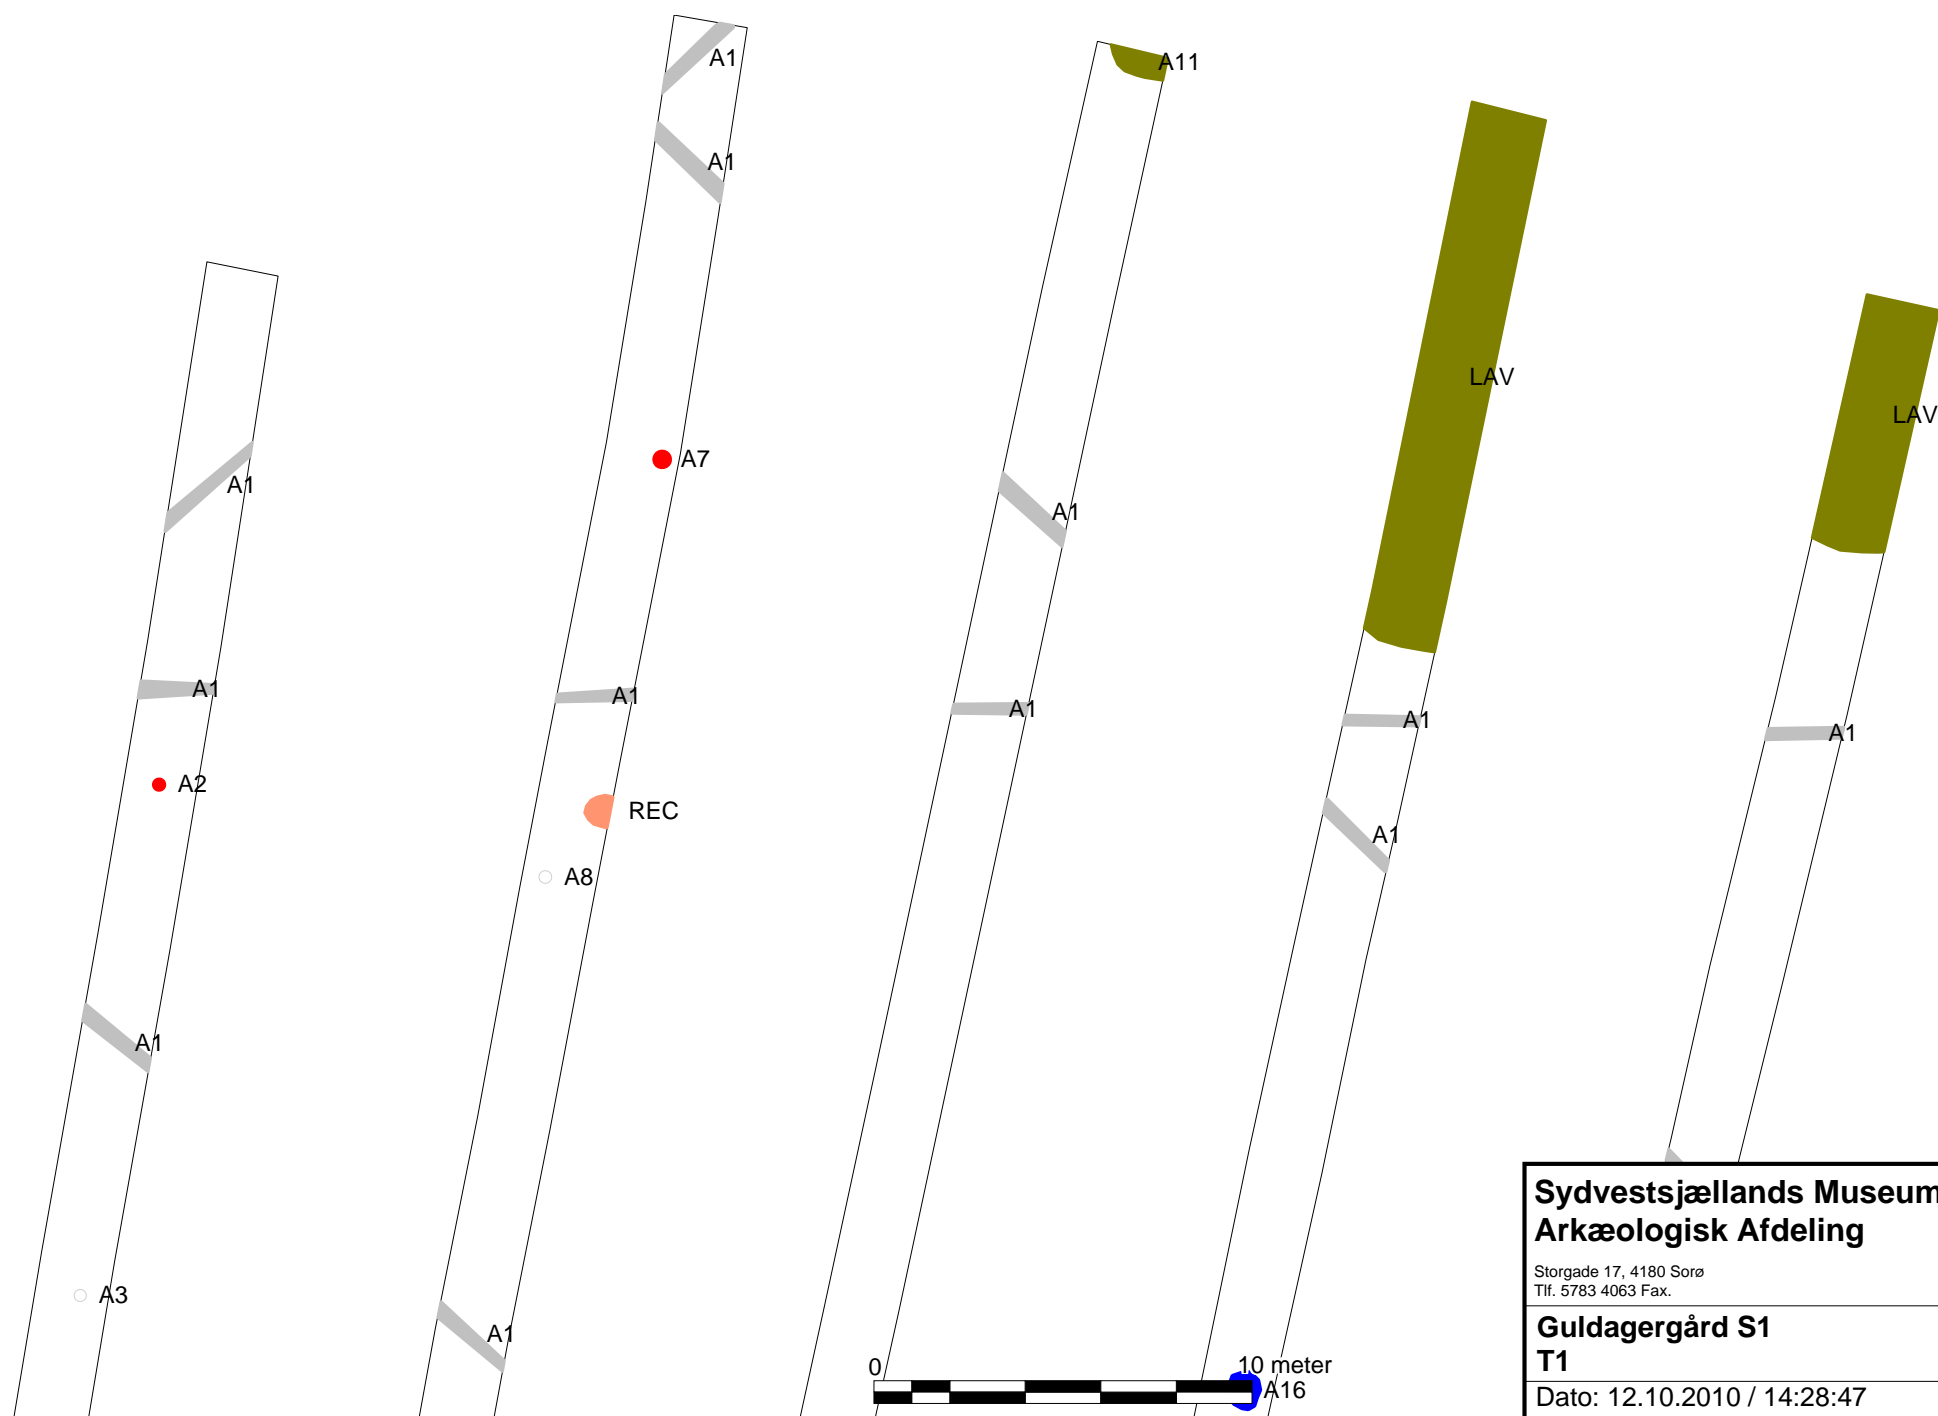 A1
A11
A1
LAV
LAV
A7
A1
A1
A1
A1
A1
A1
A1
A1
A2
REC
A1
A8
A1
A3
A1
0
10 meter
A16
Sydvestsjællands Museum
Arkæologisk Afdeling
Storgade 17, 4180 Sorø
Tlf. 5783 4063 Fax.
Guldagergård S1
T1
Dato: 12.10.2010 / 14:28:47